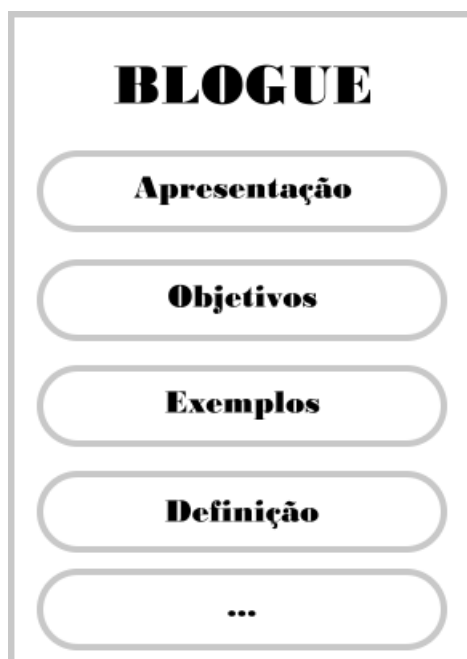 BLOGUE
Apresentação
Objetivos
Exemplos
Definição
...